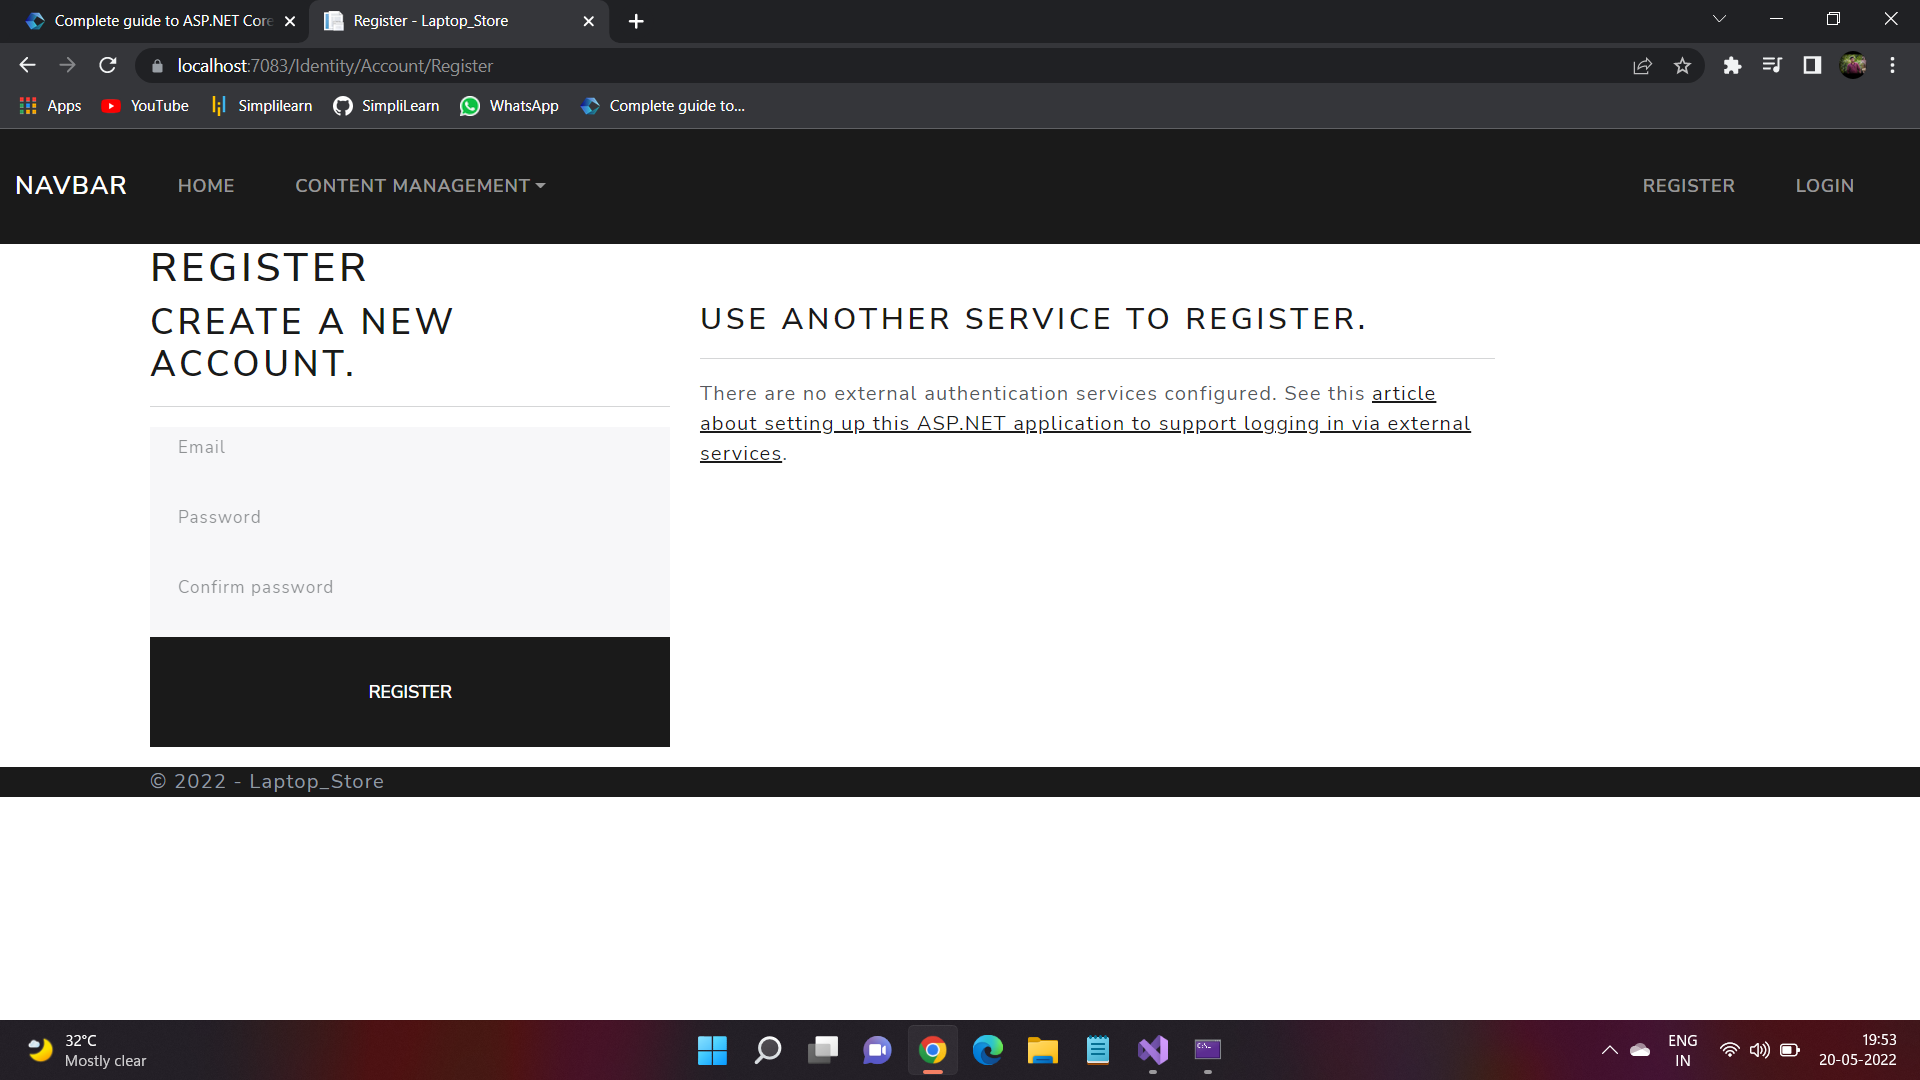 Complete guide to ASP.NET Core
Register - Laptop_Store
localhost:7083/Identity/Account/Register
Apps
YouTube
Simplilearn
SimpliLearn
WhatsApp
Complete guide to...
NAVBAR
HOME
CONTENT MANAGEMENT
REGISTER
LOGIN
REGISTER
CREATE A NEW
ACCOUNT.
Email
Password
Confirm password
REGISTER
USE ANOTHER SERVICE TO REGISTER.
There are no external authentication services configured. See this article
about setting up this ASP.NET application to support logging in via external
services.
© 2022 - Laptop_Store
32°C
Mostly clear
ENG
IN
19:53
20-05-2022